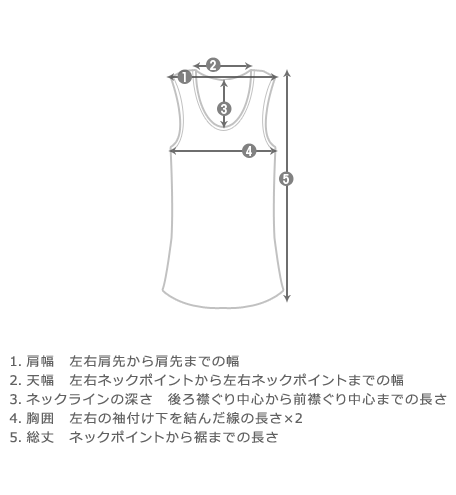 2
1
3
4
5
1. 肩幅　左右肩先から肩先までの幅
2. 天幅　左右ネックポイントから左右ネックポイントまでの幅
3. ネックラインの深さ　後ろ襟ぐり中心から前襟ぐり中心までの長さ
4. 胸囲　左右の袖付け下を結んだ線の長さ×2
5. 総丈　ネックポイントから裾までの長さ